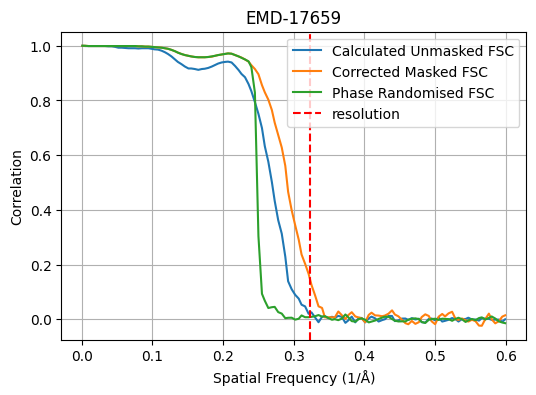 EMD-17659
Calculated Unmasked FSC
Corrected Masked FSC
Phase Randomised FSC
resolution
Correlation
1.0
0.8
0.6
0.4
0.2
0.0
0.0 0.1 0.2 0.3 0.4 0.5 0.6
Spatial Frequency (1/Å)